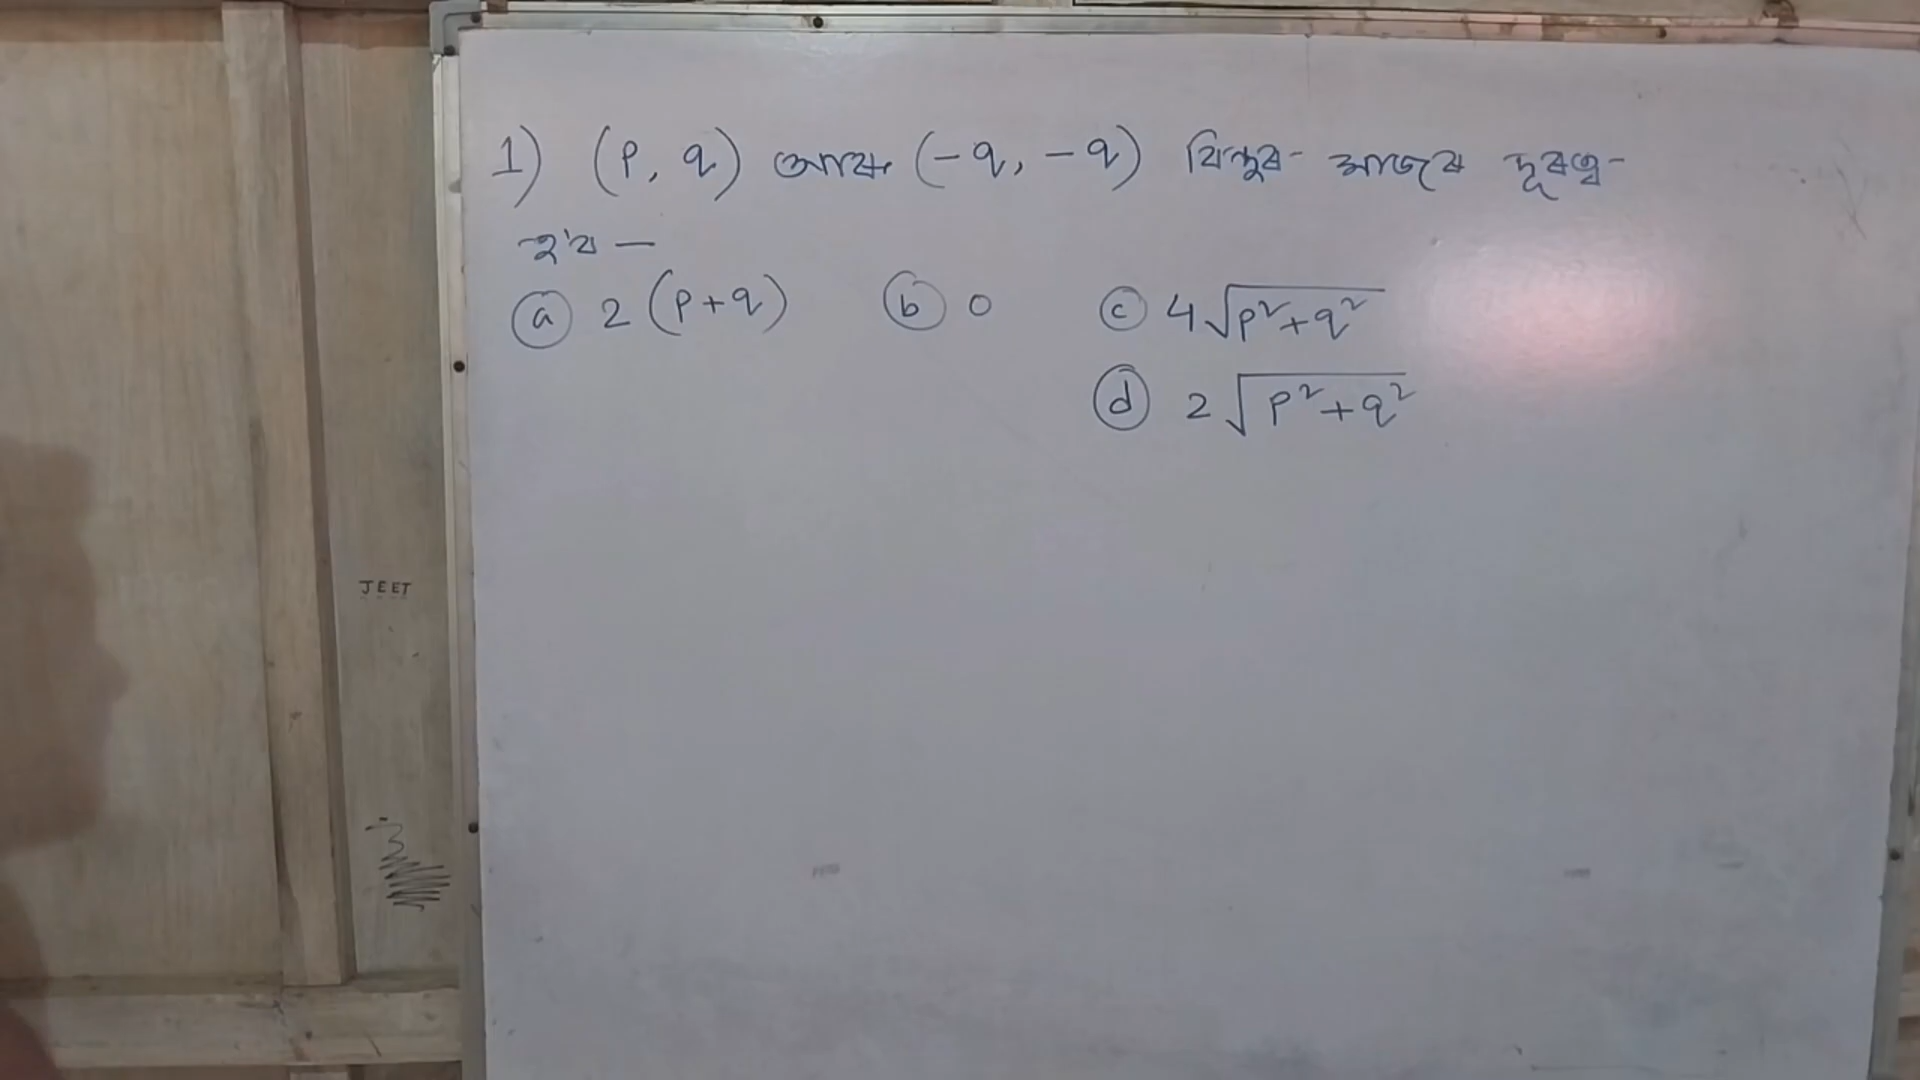 1) (p, q) আৰু (-q, -q) বিন্দুৰ মাজৰ দূৰত্ব
হ'ব —
ⓐ 2 (p+q) ⓑ 0 ⓒ 4√p²+q²
ⓓ 2√p²+q²
JEET